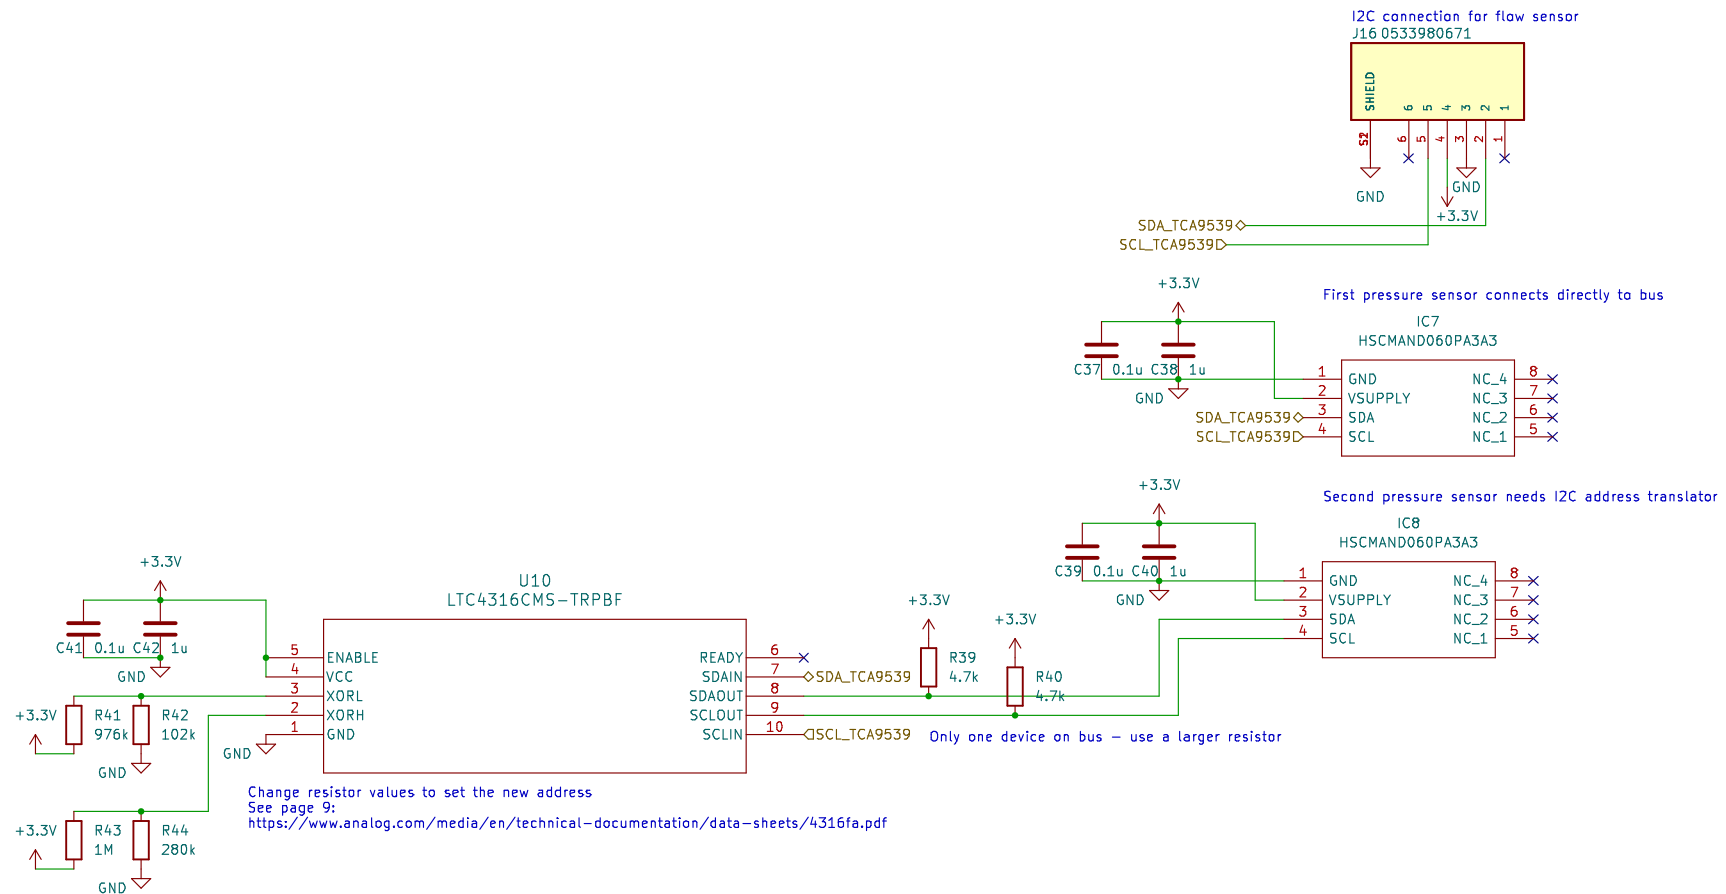 I2C connection for flow sensor
J16 0533980671
SHIELD
6
5
4
3
2
1
6
5
4
3
2
1
GND
GND
+3.3V
SDA_TCA9539
SCL_TCA9539
+3.3V
First pressure sensor connects directly to bus
IC7
HSCMAND060PA3A3
C37 0.1u C38 1u
GND
1 GND NC_4 8
2 VSUPPLY NC_3 7
SDA_TCA9539 3 SDA NC_2 6
SCL_TCA9539 4 SCL NC_1 5
+3.3V
Second pressure sensor needs I2C address translator
IC8
HSCMAND060PA3A3
C39 0.1u C40 1u
GND
1 GND NC_4 8
2 VSUPPLY NC_3 7
3 SDA NC_2 6
4 SCL NC_1 5
+3.3V
U10
LTC4316CMS-TRPBF
C41 0.1u C42 1u
GND
5 ENABLE READY 6
4 VCC SDAIN 7 SDA_TCA9539
3 XORL SDAOUT 8
2 XORH SCLOUT 9
1 GND SCLIN 10 SCL_TCA9539
GND
+3.3V
R39
4.7k
+3.3V
R40
4.7k
Only one device on bus - use a larger resistor
+3.3V
R41
976k
R42
102k
GND
Change resistor values to set the new address
See page 9:
https://www.analog.com/media/en/technical-documentation/data-sheets/4316fa.pdf
+3.3V
R43
1M
R44
280k
GND